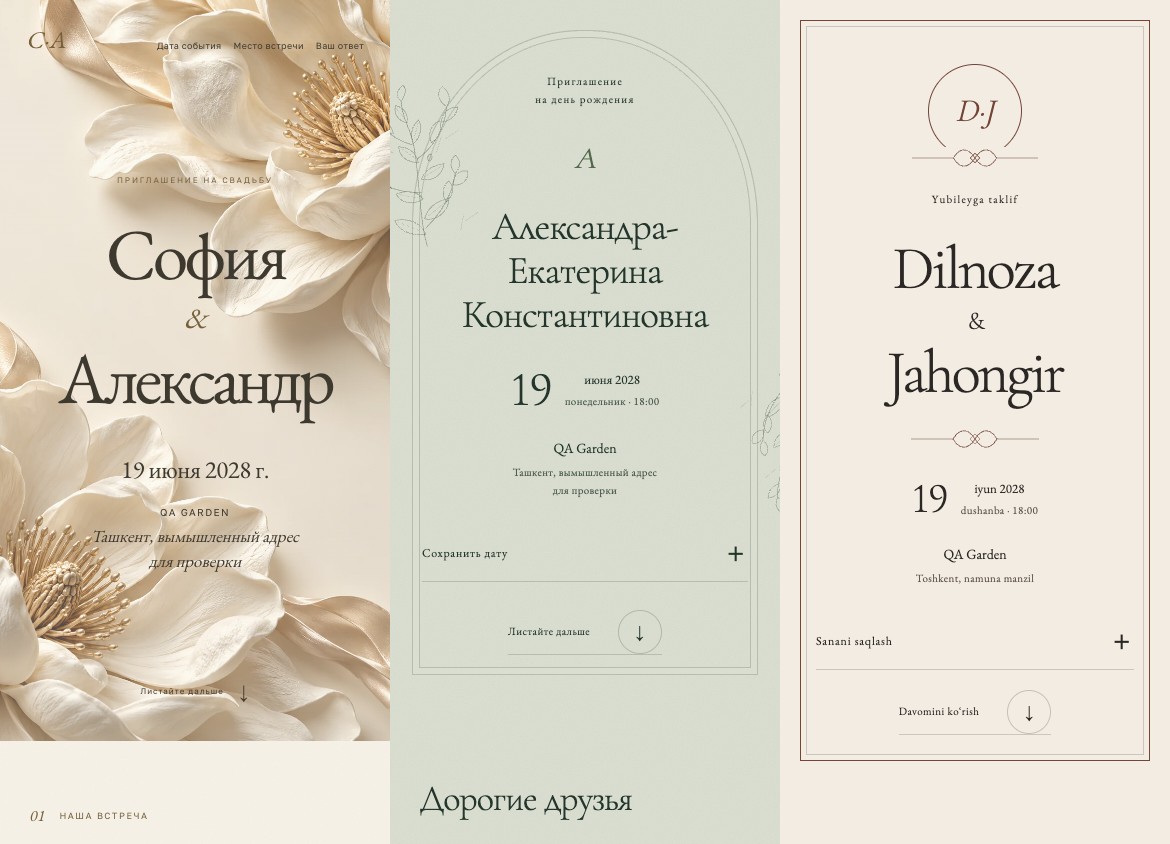 С·А
Дата события Место встречи Ваш ответ
ПРИГЛАШЕНИЕ НА СВАДЬБУ
София
&
Александр
19 июня 2028 г.
QA GARDEN
Ташкент, вымышленный адрес
для проверки
Листайте дальше ↓
01 НАША ВСТРЕЧА
Приглашение
на день рождения
А
Александра-
Екатерина
Константиновна
19 июня 2028
понедельник · 18:00
QA Garden
Ташкент, вымышленный адрес
для проверки
Сохранить дату +
Листайте дальше ↓
Дорогие друзья
D·J
Yubileyga taklif
Dilnoza
&
Jahongir
19 iyun 2028
dushanba · 18:00
QA Garden
Toshkent, namuna manzil
Sanani saqlash +
Davomini ko‘rish ↓